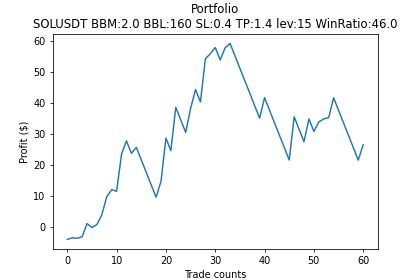 Portfolio
SOLUSDT BBM:2.0 BBL:160 SL:0.4 TP:1.4 lev:15 WinRatio:46.0
60
50
40
30
20
10
0
Profit ($)
0 10 20 30 40 50 60
Trade counts